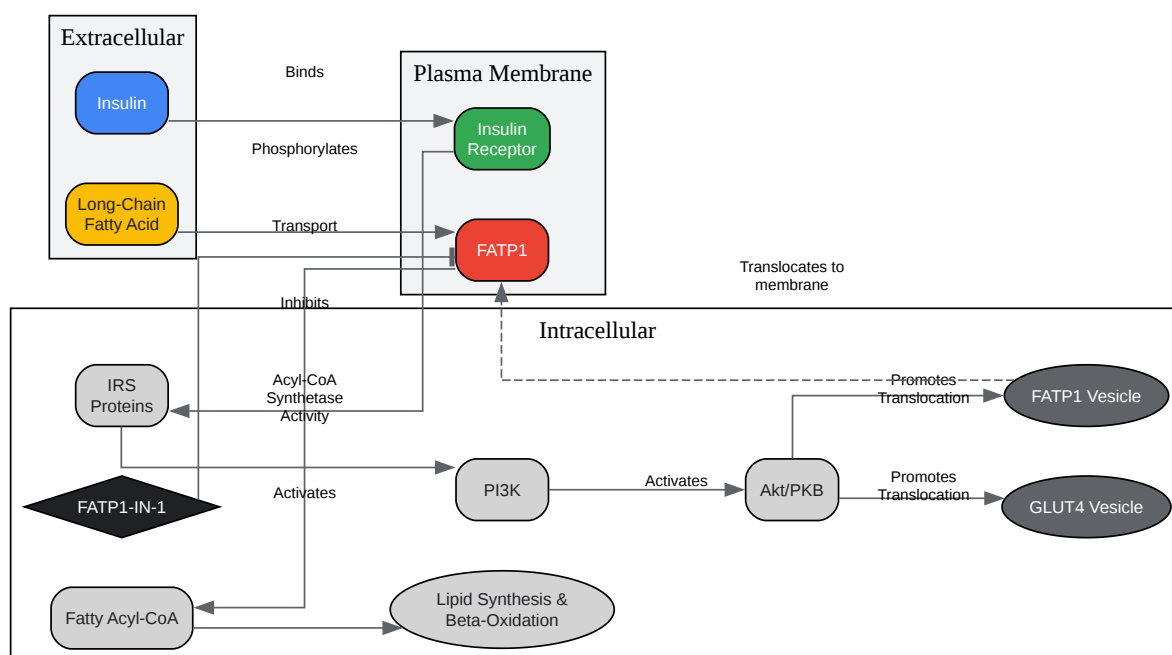 Extracellular
Plasma Membrane
Binds
Insulin
Insulin
Receptor
Phosphorylates
Long-Chain
Fatty Acid
Transport
FATP1
Translocates to
membrane
Inhibits
Intracellular
IRS
Proteins
Acyl-CoA
Synthetase
Activity
Promotes
Translocation
FATP1 Vesicle
FATP1-IN-1
Activates
PI3K
Activates
Akt/PKB
Promotes
Translocation
GLUT4 Vesicle
Fatty Acyl-CoA
Lipid Synthesis &
Beta-Oxidation